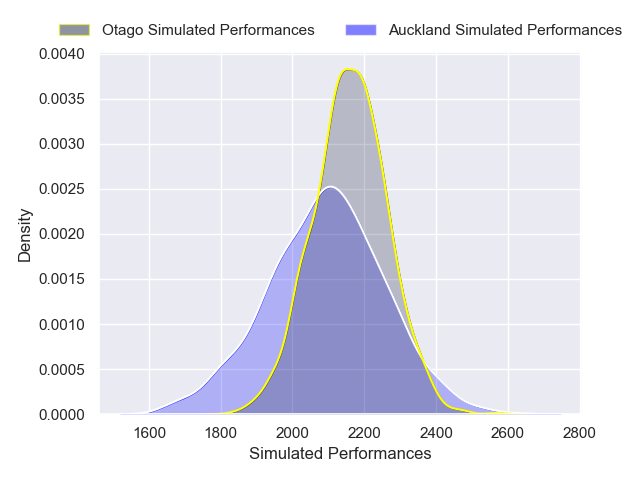 Otago Simulated Performances
Auckland Simulated Performances
0.0040
0.0035
0.0030
0.0025
0.0020
0.0015
0.0010
0.0005
0.0000
Density
1600 1800 2000 2200 2400 2600 2800
Simulated Performances